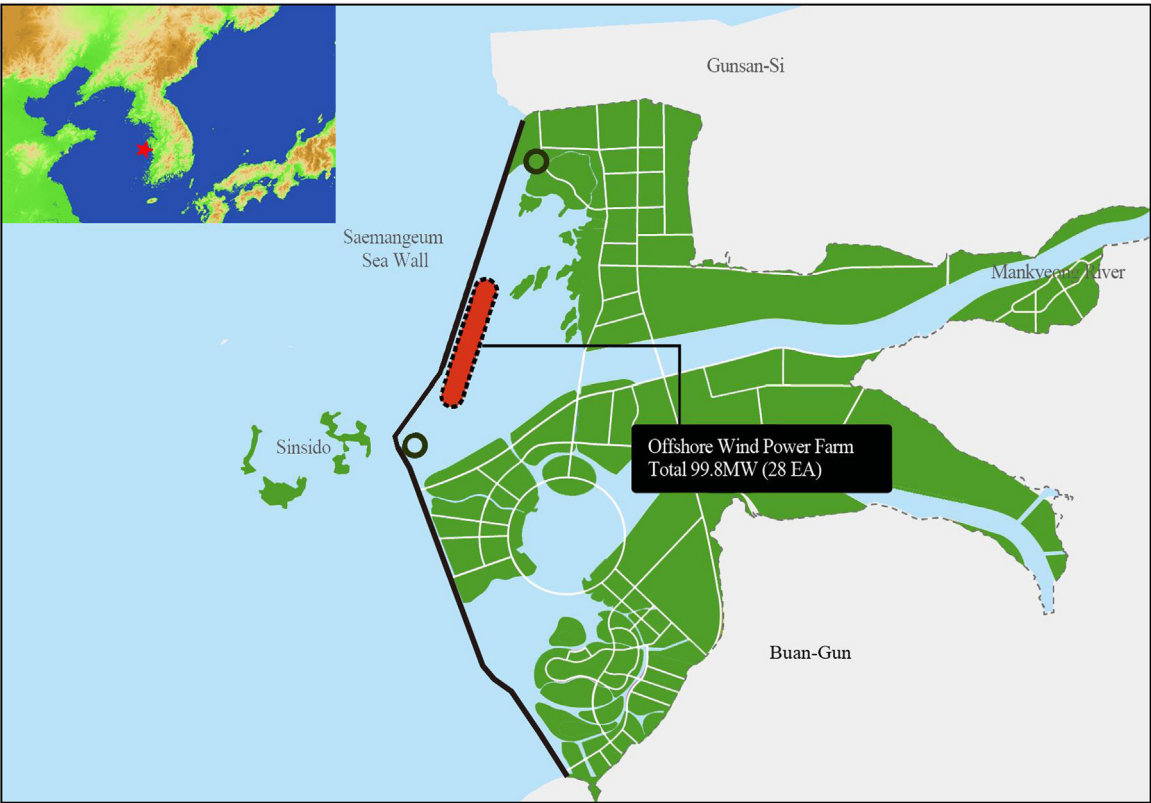 Gunsan-Si
Saemangeum
Sea Wall
Mankyeong River
Sinsido
Offshore Wind Power Farm
Total 99.8MW (28 EA)
Buan-Gun